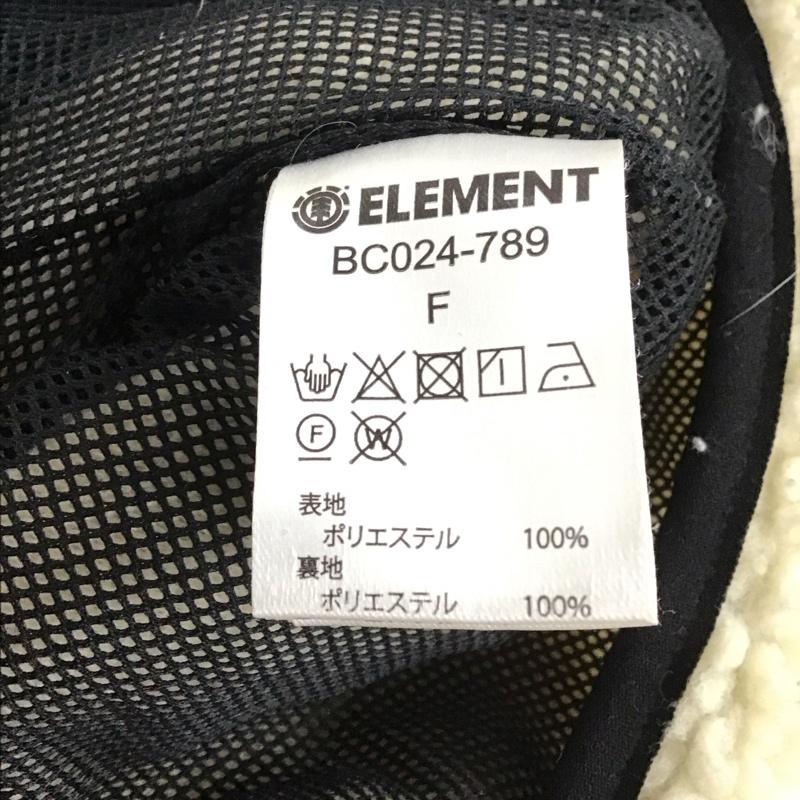 ELEMENT
BC024-789
F
F
W
表地
ポリエステル 100%
裏地
ポリエステル 100%